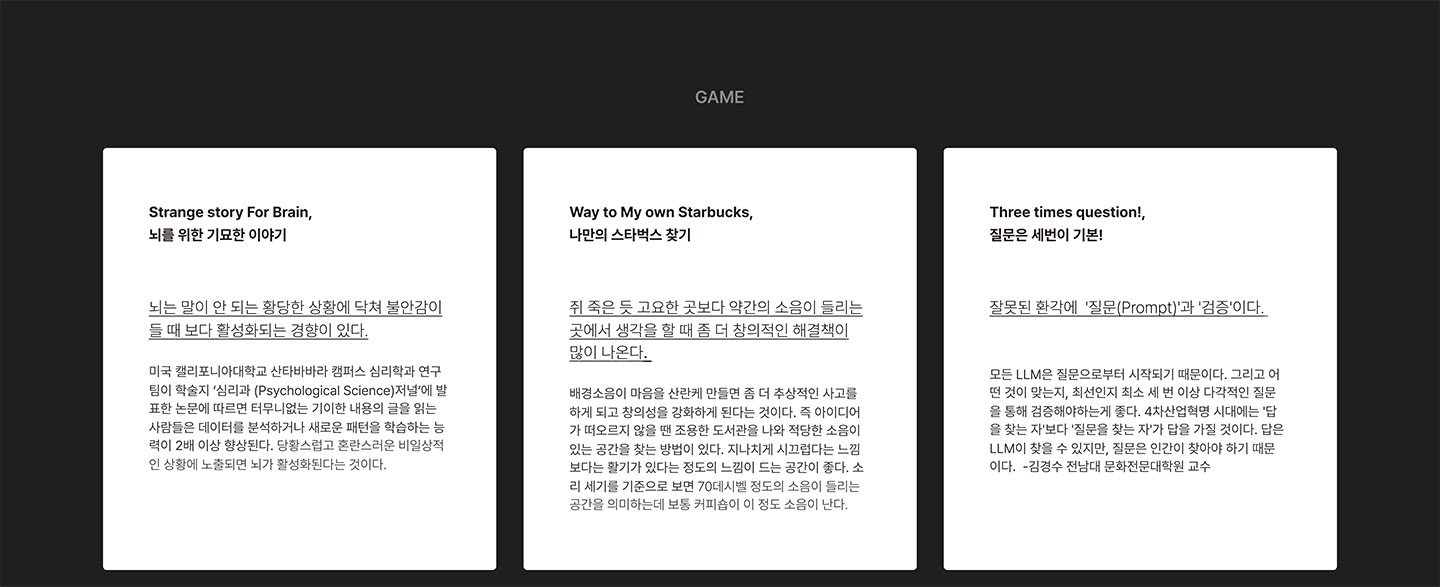 GAME
Strange story For Brain,
뇌를 위한 기묘한 이야기
뇌는 말이 안 되는 황당한 상황에 닥쳐 불안감이
들 때 보다 활성화되는 경향이 있다.
미국 캘리포니아대학교 산타바바라 캠퍼스 심리학과 연구
팀이 학술지 ‘심리과 (Psychological Science)저널’에 발
표한 논문에 따르면 터무니없는 기이한 내용의 글을 읽는
사람들은 데이터를 분석하거나 새로운 패턴을 학습하는 능
력이 2배 이상 향상된다. 당황스럽고 혼란스러운 비일상적
인 상황에 노출되면 뇌가 활성화된다는 것이다.
Way to My own Starbucks,
나만의 스타벅스 찾기
쥐 죽은 듯 고요한 곳보다 약간의 소음이 들리는
곳에서 생각을 할 때 좀 더 창의적인 해결책이
많이 나온다.
배경소음이 마음을 산란케 만들면 좀 더 추상적인 사고를
하게 되고 창의성을 강화하게 된다는 것이다. 즉 아이디어
가 떠오르지 않을 땐 조용한 도서관을 나와 적당한 소음이
있는 공간을 찾는 방법이 있다. 지나치게 시끄럽다는 느낌
보다는 활기가 있다는 정도의 느낌이 드는 공간이 좋다. 소
리 세기를 기준으로 보면 70데시벨 정도의 소음이 들리는
공간을 의미하는데 보통 커피숍이 이 정도 소음이 난다.
Three times question!,
질문은 세번이 기본!
잘못된 환각에 '질문(Prompt)'과 '검증'이다.
모든 LLM은 질문으로부터 시작되기 때문이다. 그리고 어
떤 것이 맞는지, 최선인지 최소 세 번 이상 다각적인 질문
을 통해 검증해야하는게 좋다. 4차산업혁명 시대에는 '답
을 찾는 자'보다 '질문을 찾는 자'가 답을 가질 것이다. 답은
LLM이 찾을 수 있지만, 질문은 인간이 찾아야 하기 때문
이다. -김경수 전남대 문화전문대학원 교수